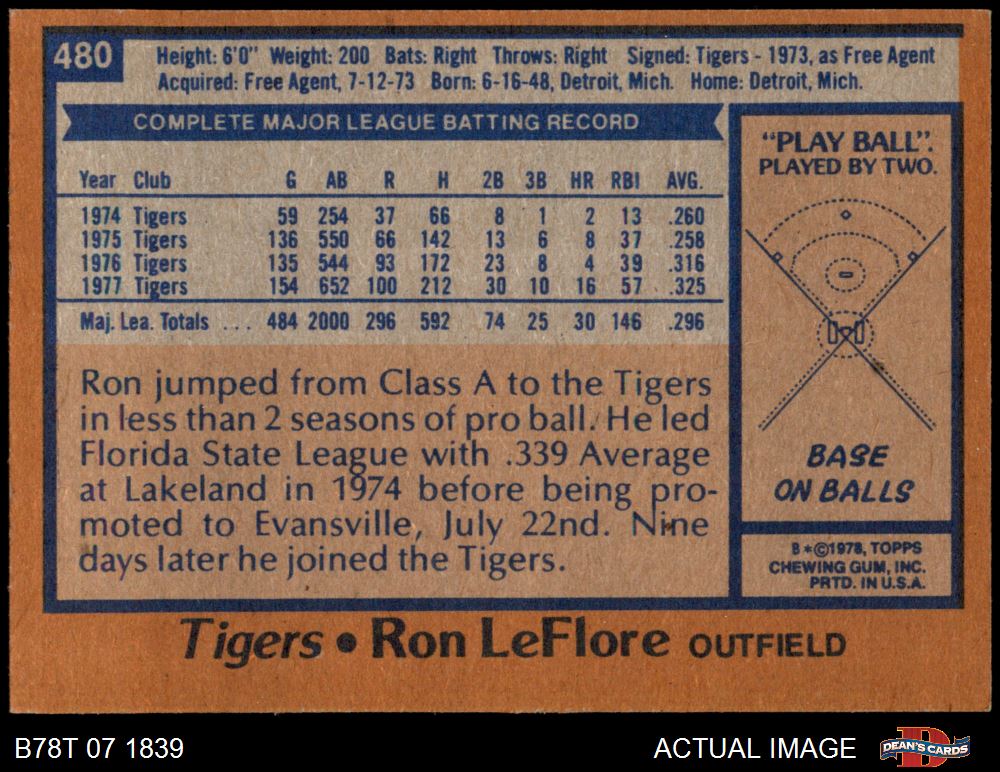 480
Height: 6'0" Weight: 200 Bats: Right Throws: Right Signed: Tigers - 1973, as Free Agent
Acquired: Free Agent, 7-12-73 Born: 6-16-48, Detroit, Mich. Home: Detroit, Mich.
COMPLETE MAJOR LEAGUE BATTING RECORD
Year Club G AB R H 2B 3B HR RBI AVG.
1974 Tigers 59 254 37 66 8 1 2 13 .260
1975 Tigers 136 550 66 142 13 6 8 37 .258
1976 Tigers 135 544 93 172 23 8 4 39 .316
1977 Tigers 154 652 100 212 30 10 16 57 .325
Maj. Lea. Totals ... 484 2000 296 592 74 25 30 146 .296
Ron jumped from Class A to the Tigers
in less than 2 seasons of pro ball. He led
Florida State League with .339 Average
at Lakeland in 1974 before being pro-
moted to Evansville, July 22nd. Nine
days later he joined the Tigers.
"PLAY BALL".
PLAYED BY TWO.
BASE
ON BALLS
B*©1978, TOPPS
CHEWING GUM, INC.
PRTD. IN U.S.A.
Tigers • Ron LeFlore OUTFIELD
B78T 07 1839
ACTUAL IMAGE
D
DEAN'S CARDS